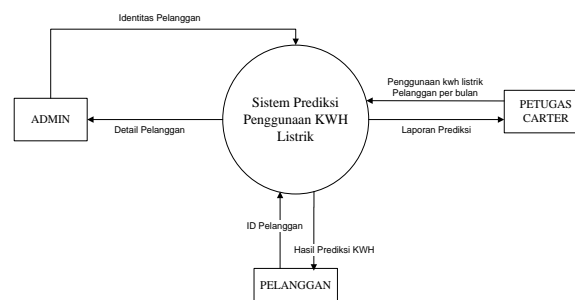 Identitas Pelanggan
Sistem Prediksi
Penggunaan KWH
Listrik
Penggunaan kwh listrik
Pelanggan per bulan
ADMIN
PETUGAS
CARTER
Detail Pelanggan
Laporan Prediksi
ID Pelanggan
Hasil Prediksi KWH
PELANGGAN